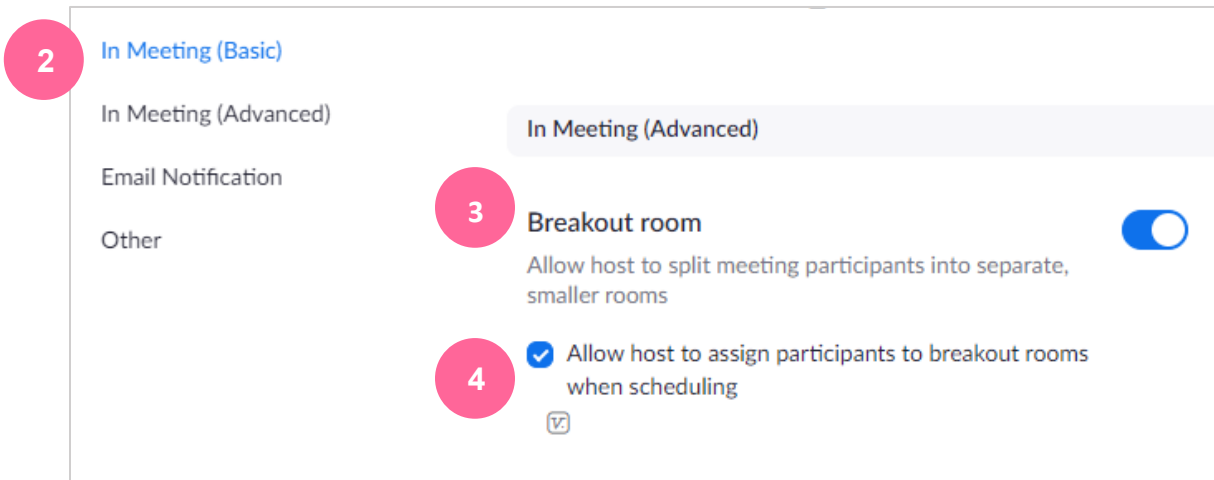 2
In Meeting (Basic)
In Meeting (Advanced)
Email Notification
Other
In Meeting (Advanced)
3
Breakout room
Allow host to split meeting participants into separate,
smaller rooms
4
Allow host to assign participants to breakout rooms
when scheduling
V.